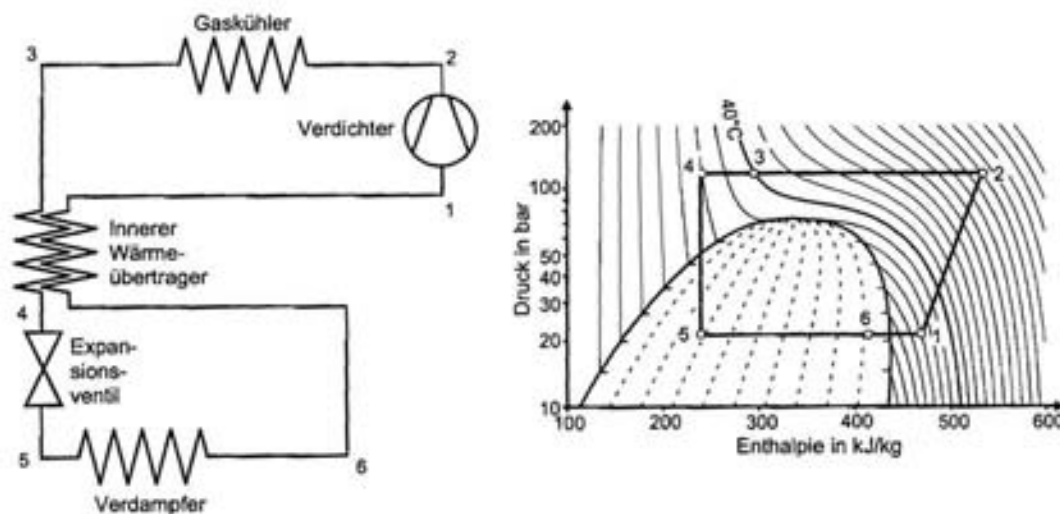 Gaskühler
3
2
Verdichter
1
Innerer
Wärme-
übertrager
4
Expan-
sions-
ventil
5
6
Verdampfer
Druck in bar
200
100
50
40
30
20
10
40°C
4
3
2
5
6
1
100
200
300
400
500
600
Enthalpie in kJ/kg